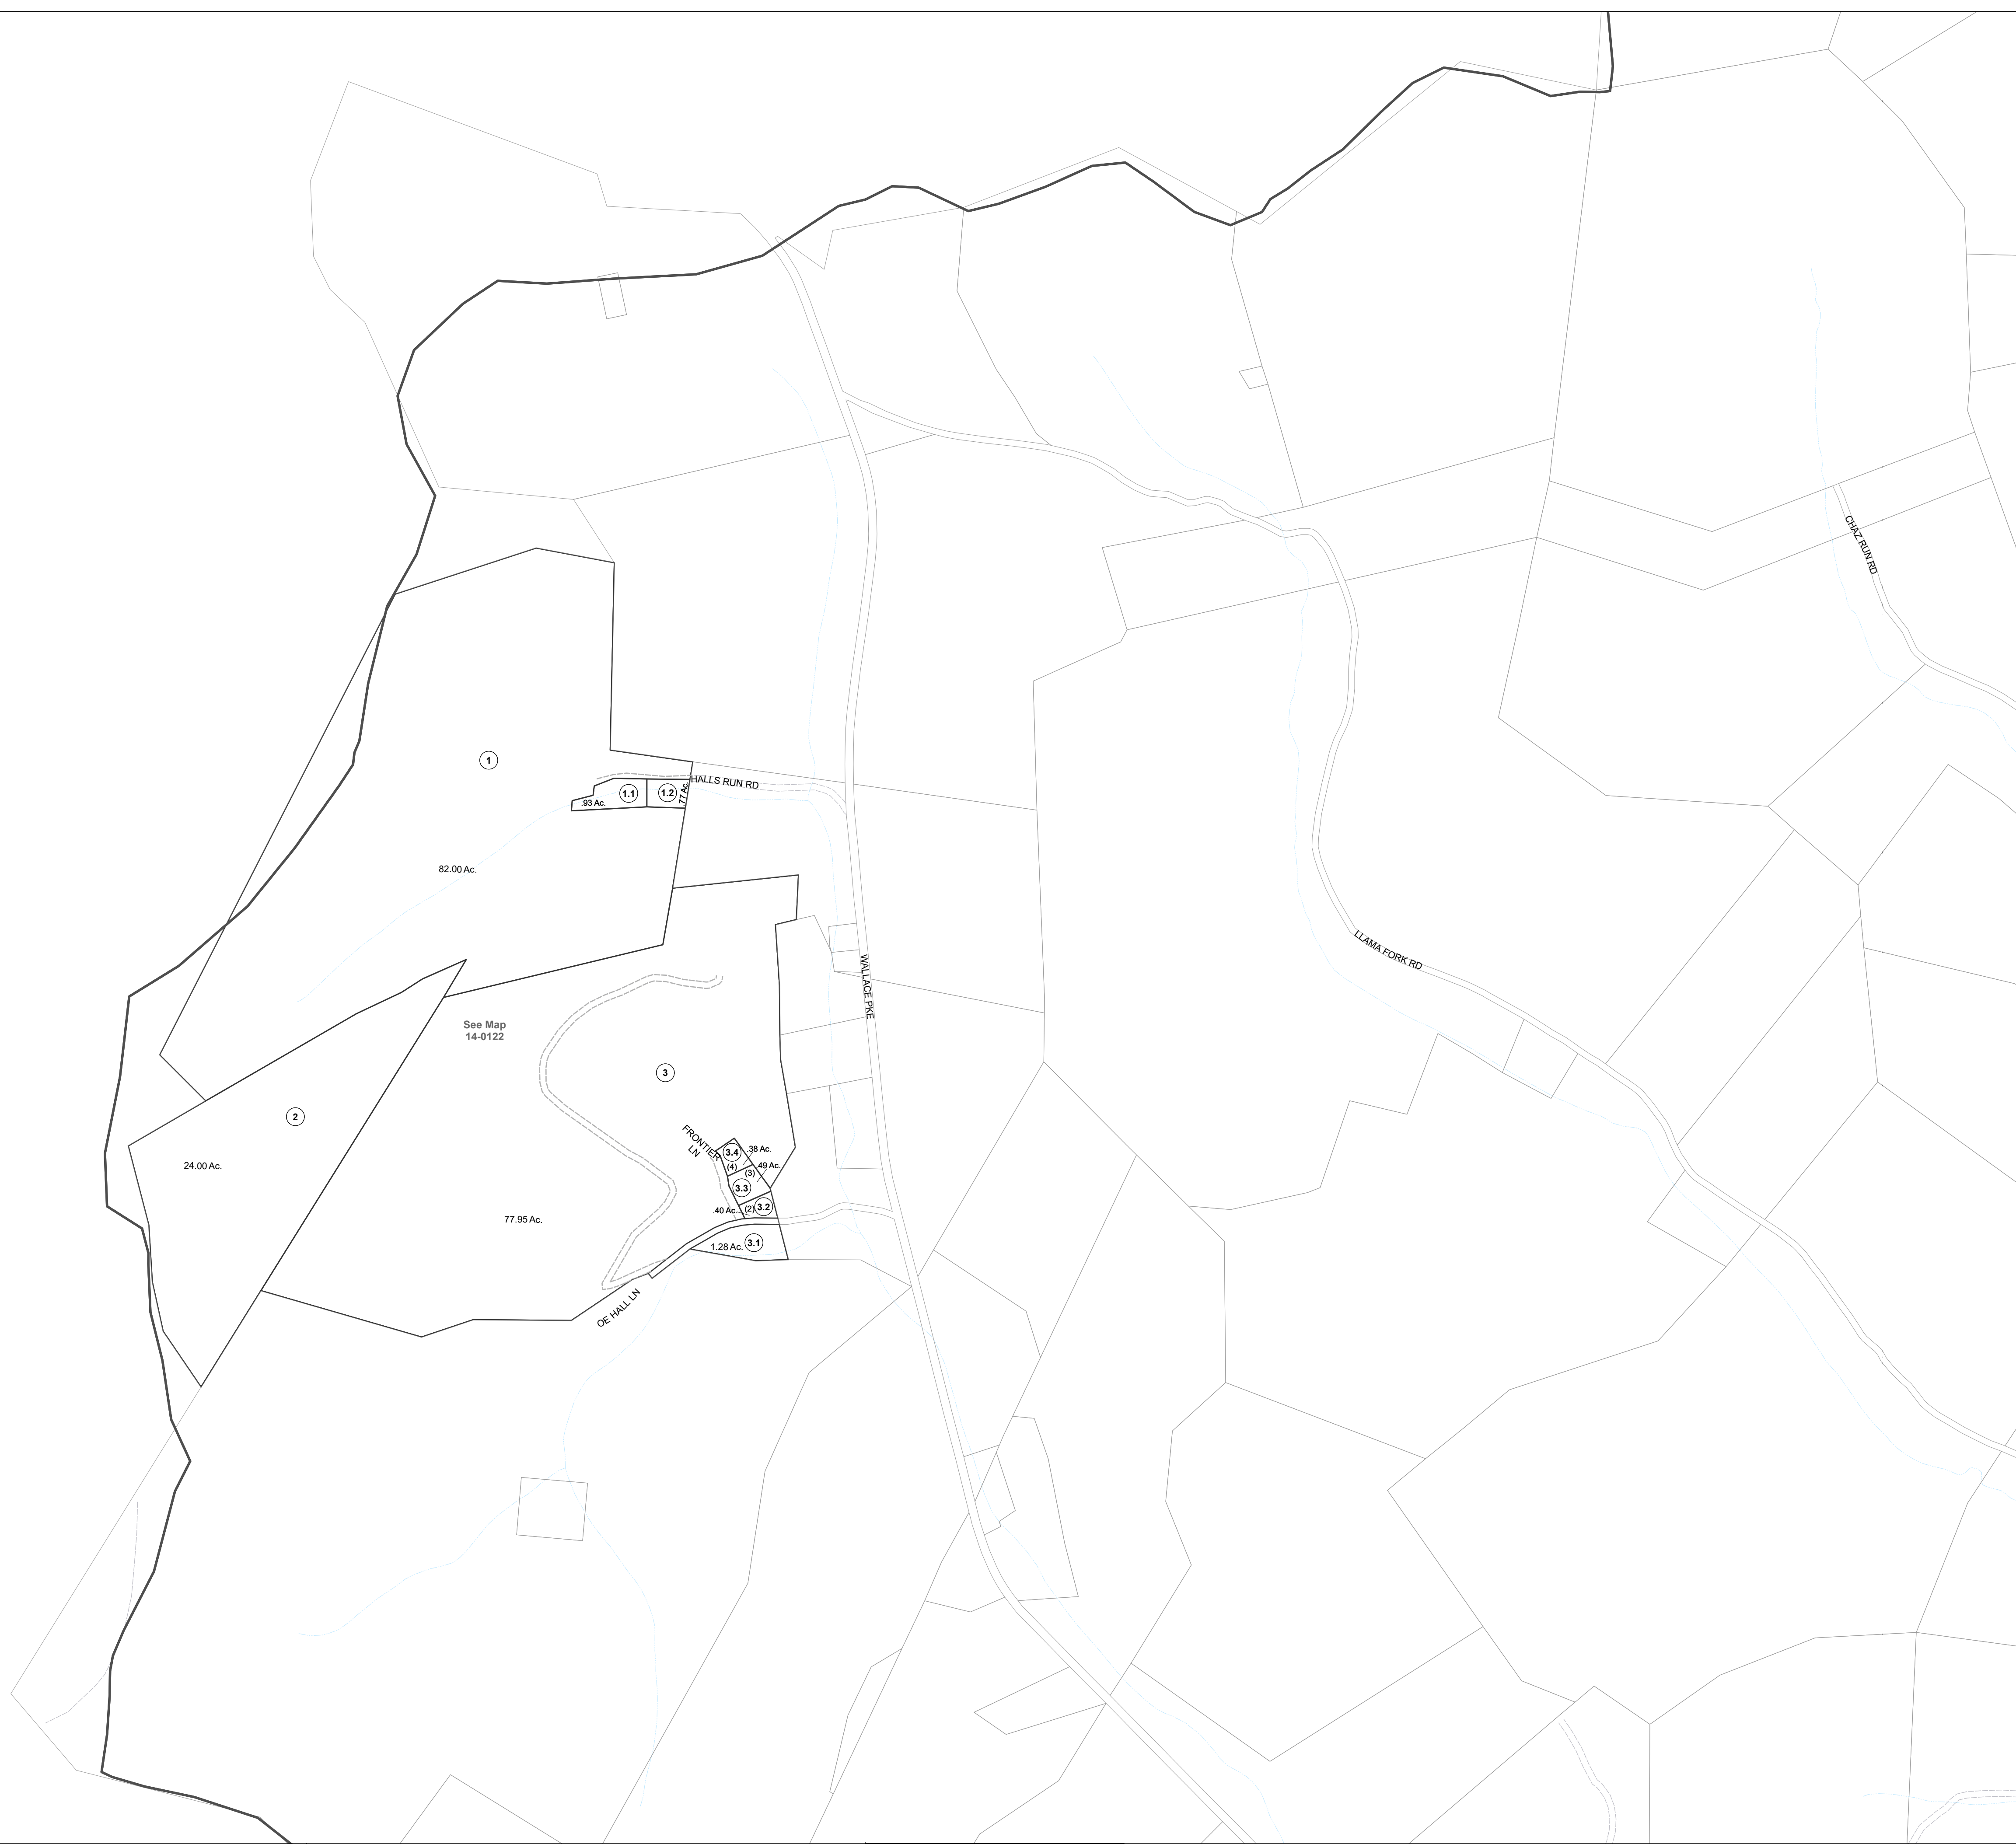 CHAZ RUN RD
1
HALLS RUN RD
.93 Ac.
1.1
1.2
.77 Ac.
82.00 Ac.
LLAMA FORK RD
WALLACE PKE
See Map
14-0122
3
2
FRONTIER
LN
3.4
.38 Ac.
(4)
(3)
.49 Ac.
24.00 Ac.
3.3
.40 Ac.
(2)
3.2
77.95 Ac.
1.28 Ac.
3.1
OE HALL LN